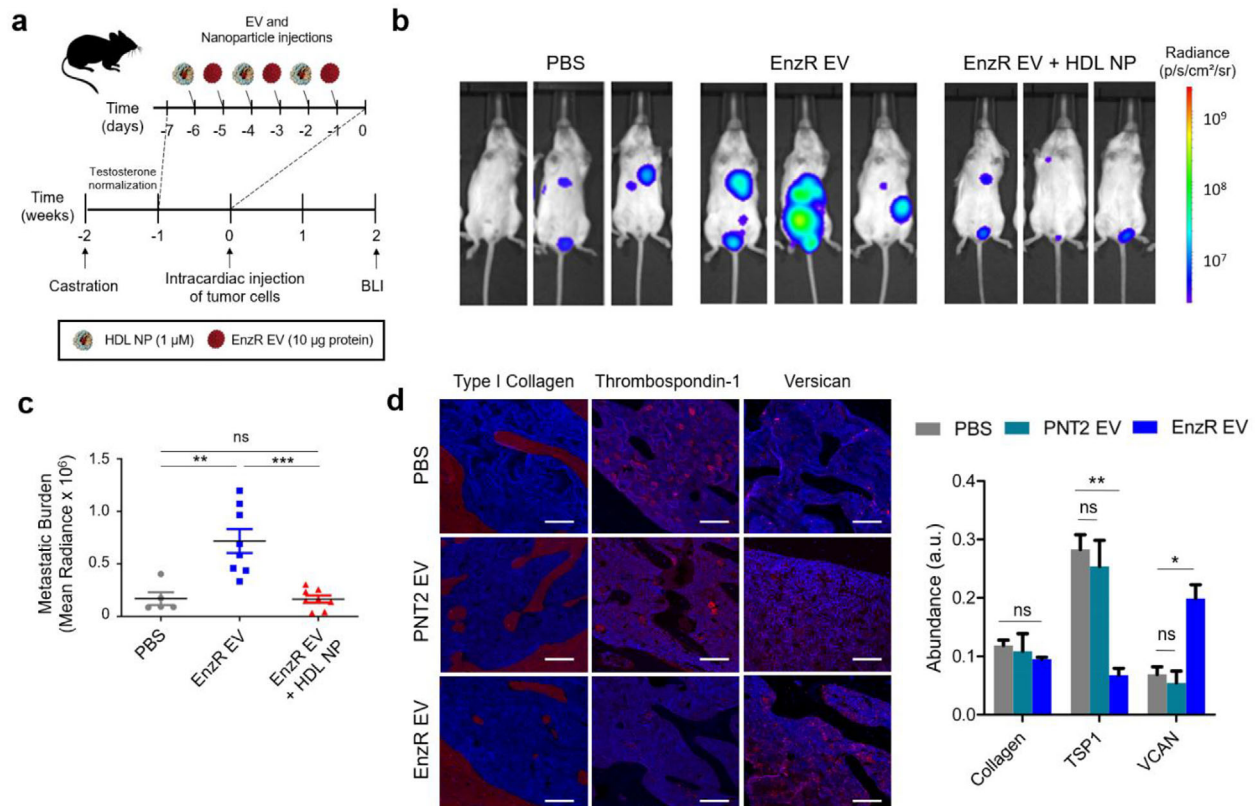 a
EV and
Nanoparticle injections
Time
(days)
-7 -6 -5 -4 -3 -2 -1 0
Testosterone
normalization
Time
(weeks)
-2 -1 0 1 2
Castration
Intracardiac injection
of tumor cells
BLI
HDL NP (1 µM) EnzR EV (10 µg protein)
b
PBS EnzR EV EnzR EV + HDL NP
Radiance
(p/s/cm²/sr)
10⁹
10⁸
10⁷
c
Metastatic Burden
(Mean Radiance x 10⁶)
ns
** ***
1.5
1.0
0.5
0
PBS
EnzR EV
EnzR EV
+ HDL NP
d
Type I Collagen Thrombospondin-1 Versican
PBS
PNT2 EV
EnzR EV
PBS PNT2 EV EnzR EV
Abundance (a.u.)
0.4
0.3
0.2
0.1
0.0
ns
**
ns
*
ns
Collagen
TSP1
VCAN